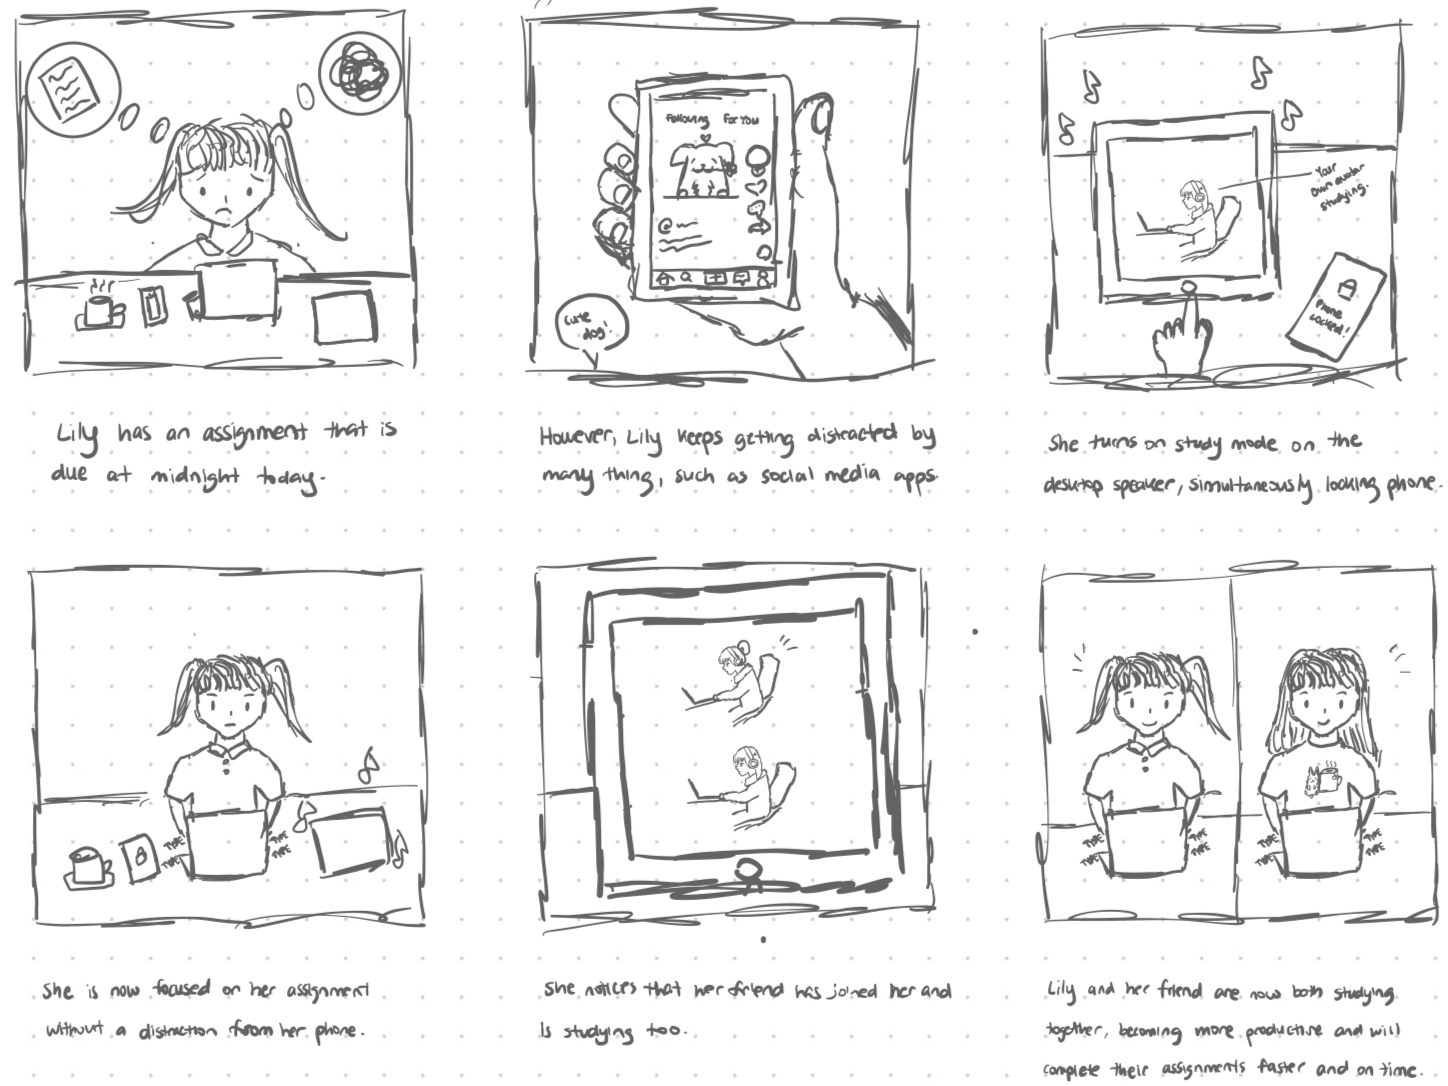 Following For You
@
cute
dog!
Your
own avatar
studying.
Phone
Locked!
Lily has an assignment that is
due at midnight today.
However, Lily keeps getting distracted by
many thing, such as social media apps.
She turns on study mode on the
desktop speaker, simultaneously locking phone.
TYPE TYPE
TYPE TYPE
TYPE TYPE TYPE TYPE
TYPE TYPE TYPE TYPE
She is now focused on her assignment
without a distraction from her phone.
She notices that her friend has joined her and
is studying too.
Lily and her friend are now both studying
together, becoming more productive and will
complete their assignments faster and on time.